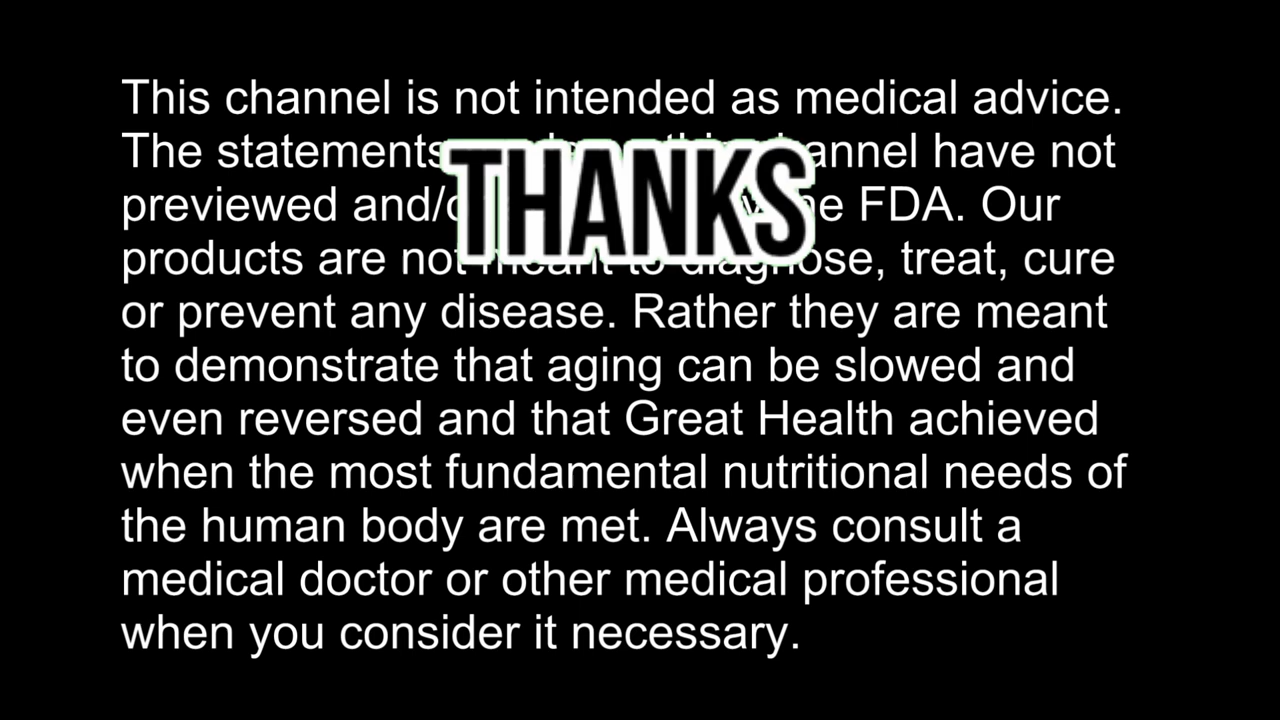 This channel is not intended as medical advice.
The statements channel have not
previewed and/ the FDA. Our
products are not meant to diagnose, treat, cure
or prevent any disease. Rather they are meant
to demonstrate that aging can be slowed and
even reversed and that Great Health achieved
when the most fundamental nutritional needs of
the human body are met. Always consult a
medical doctor or other medical professional
when you consider it necessary.
THANKS